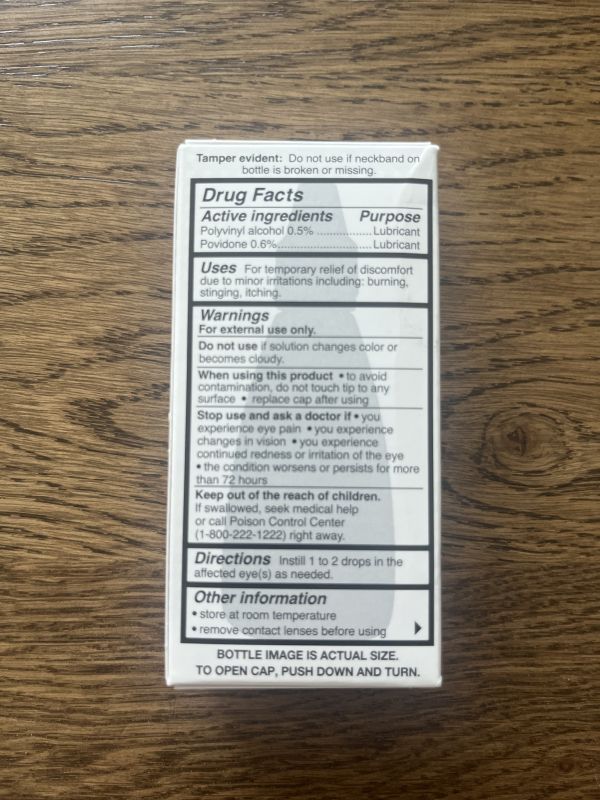 Tamper evident: Do not use if neckband on
bottle is broken or missing.
Drug Facts
Active ingredients Purpose
Polyvinyl alcohol 0.5% .................Lubricant
Povidone 0.6%............................Lubricant
Uses For temporary relief of discomfort
due to minor irritations including: burning,
stinging, itching.
Warnings
For external use only.
Do not use if solution changes color or
becomes cloudy.
When using this product • to avoid
contamination, do not touch tip to any
surface • replace cap after using
Stop use and ask a doctor if • you
experience eye pain • you experience
changes in vision • you experience
continued redness or irritation of the eye
• the condition worsens or persists for more
than 72 hours
Keep out of the reach of children.
If swallowed, seek medical help
or call Poison Control Center
(1-800-222-1222) right away.
Directions Instill 1 to 2 drops in the
affected eye(s) as needed.
Other information
• store at room temperature
• remove contact lenses before using
BOTTLE IMAGE IS ACTUAL SIZE.
TO OPEN CAP, PUSH DOWN AND TURN.